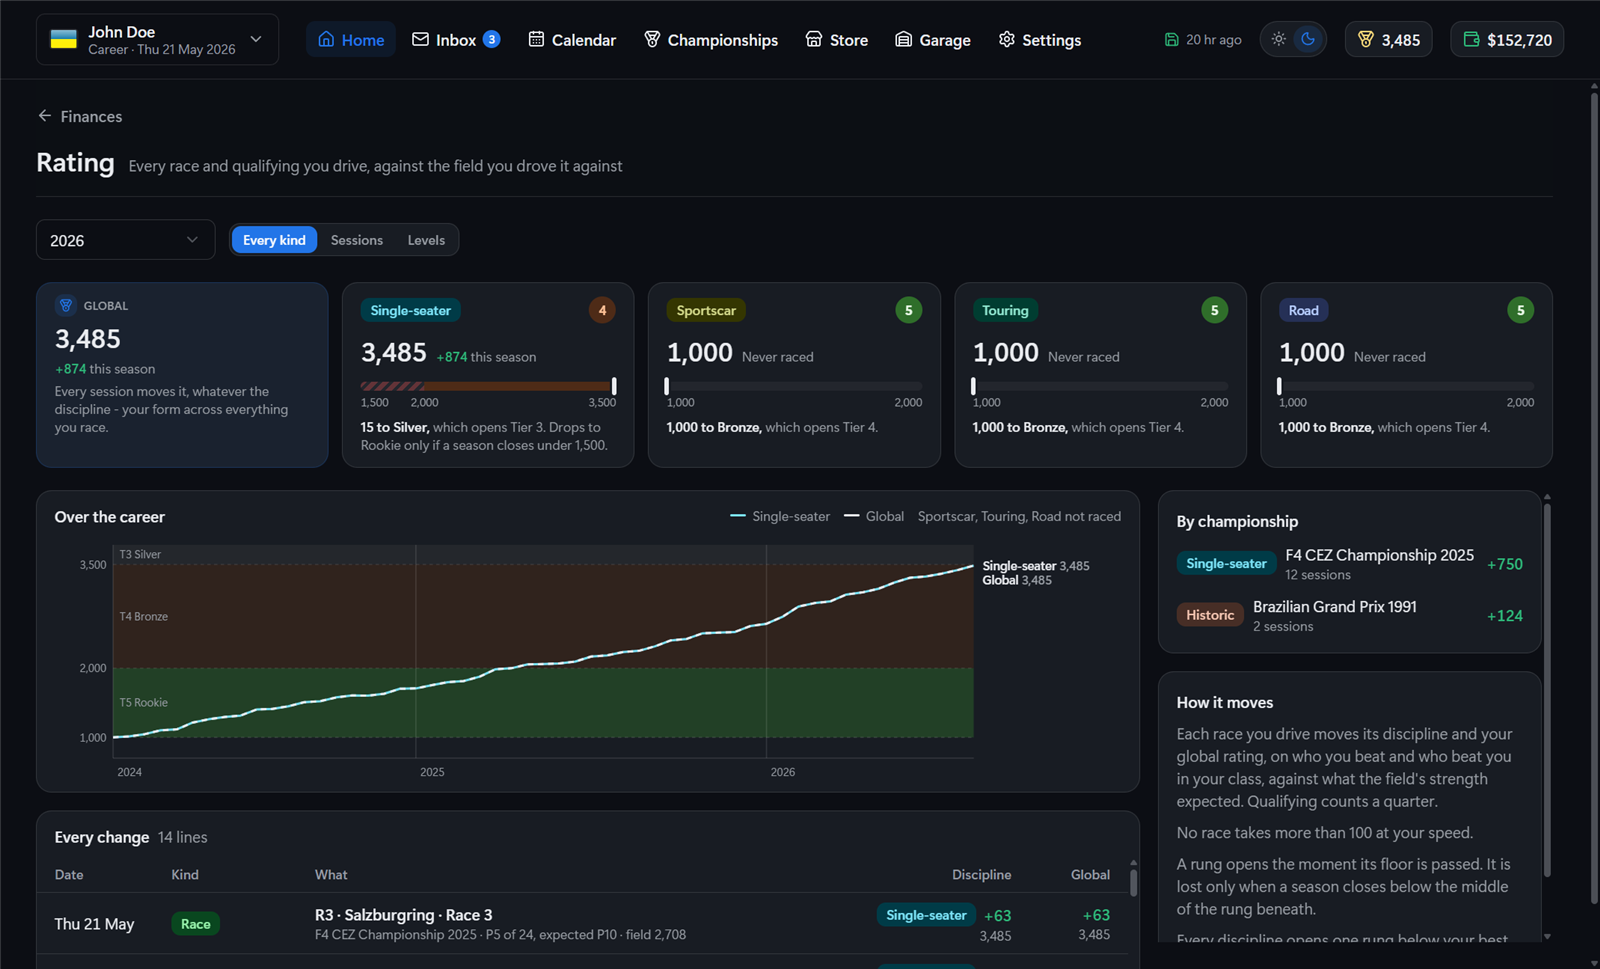 John Doe
Career · Thu 21 May 2026
Home
Inbox 3
Calendar
Championships
Store
Garage
Settings
20 hr ago
3,485
$152,720
Finances
Rating
Every race and qualifying you drive, against the field you drove it against
2026
Every kind
Sessions
Levels
GLOBAL
3,485
+874 this season
Every session moves it, whatever the
discipline - your form across everything
you race.
Single-seater
4
3,485 +874 this season
1,500 2,000 3,500
15 to Silver, which opens Tier 3. Drops to
Rookie only if a season closes under 1,500.
Sportscar
5
1,000 Never raced
1,000 2,000
1,000 to Bronze, which opens Tier 4.
Touring
5
1,000 Never raced
1,000 2,000
1,000 to Bronze, which opens Tier 4.
Road
5
1,000 Never raced
1,000 2,000
1,000 to Bronze, which opens Tier 4.
Over the career
Single-seater
Global
Sportscar, Touring, Road not raced
T3 Silver
3,500
T4 Bronze
2,000
T5 Rookie
1,000
2024 2025 2026
Single-seater 3,485
Global 3,485
By championship
Single-seater
F4 CEZ Championship 2025
12 sessions
+750
Historic
Brazilian Grand Prix 1991
2 sessions
+124
How it moves
Each race you drive moves its discipline and your
global rating, on who you beat and who beat you
in your class, against what the field's strength
expected. Qualifying counts a quarter.
No race takes more than 100 at your speed.
A rung opens the moment its floor is passed. It is
lost only when a season closes below the middle
of the rung beneath.
Every discipline opens one rung below your best
Every change 14 lines
Date Kind What Discipline Global
Thu 21 May
Race
R3 · Salzburgring · Race 3
F4 CEZ Championship 2025 · P5 of 24, expected P10 · field 2,708
Single-seater
+63
3,485
+63
3,485